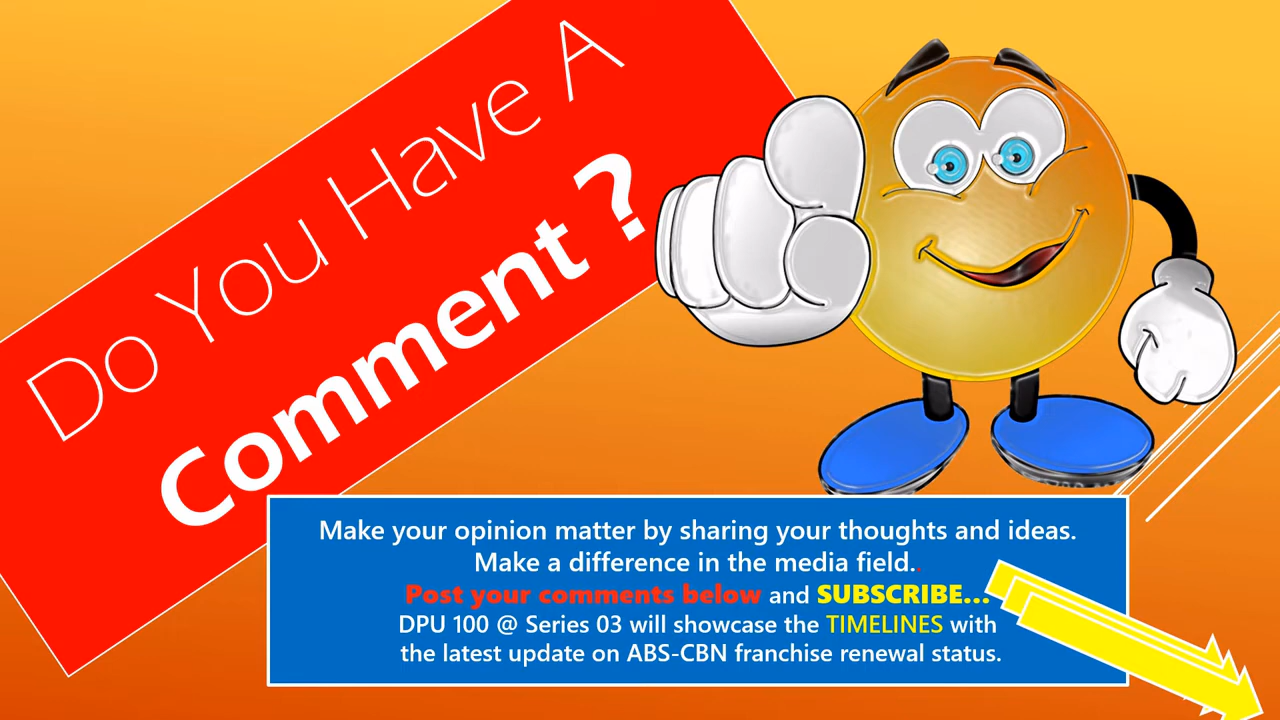 Do You Have A
Comment ?
Make your opinion matter by sharing your thoughts and ideas.
Make a difference in the media field..
Post your comments below and SUBSCRIBE...
DPU 100 @ Series 03 will showcase the TIMELINES with
the latest update on ABS-CBN franchise renewal status.